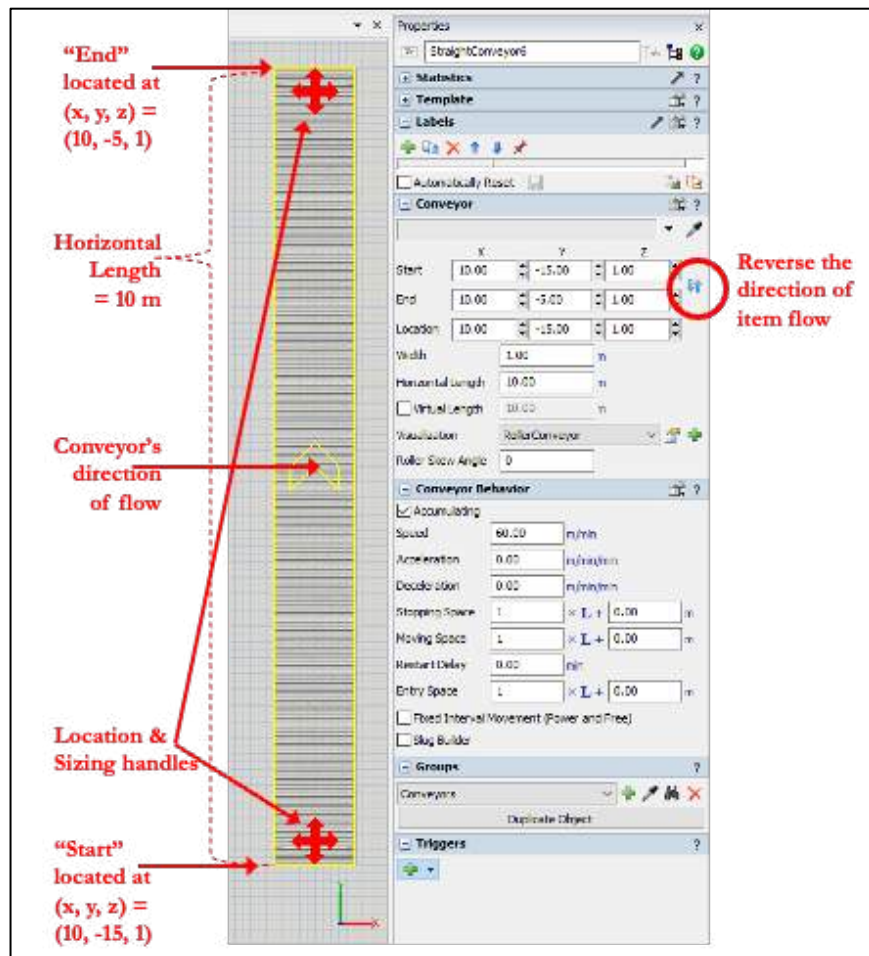 “End”
located at
(x, y, z) =
(10, -5, 1)
Horizontal
Length
= 10 m
Conveyor’s
direction
of flow
Location &
Sizing handles
“Start”
located at
(x, y, z) =
(10, -15, 1)
Properties
StraightConveyor6
Statistics
?
Template
?
Labels
?
Automatically Reset
Conveyor
?
X Y Z
Start 10.00 -15.00 1.00
End 10.00 -5.00 1.00
Location 10.00 -15.00 1.00
Width 1.00 m
Horizontal Length 10.00 m
Virtual Length 10.00 m
Visualization RollerConveyor
Roller Skew Angle 0
Conveyor Behavior
?
Accumulating
Speed 60.00 m/min
Acceleration 0.00 m/min/min
Deceleration 0.00 m/min/min
Stopping Space 1 × L + 0.00 m
Moving Space 1 × L + 0.00 m
Restart Delay 0.00 min
Entry Space 1 × L + 0.00 m
Fixed Interval Movement (Power and Free)
Slug Builder
Groups
?
Conveyors
Duplicate Object
Triggers
?
Reverse the
direction of
item flow